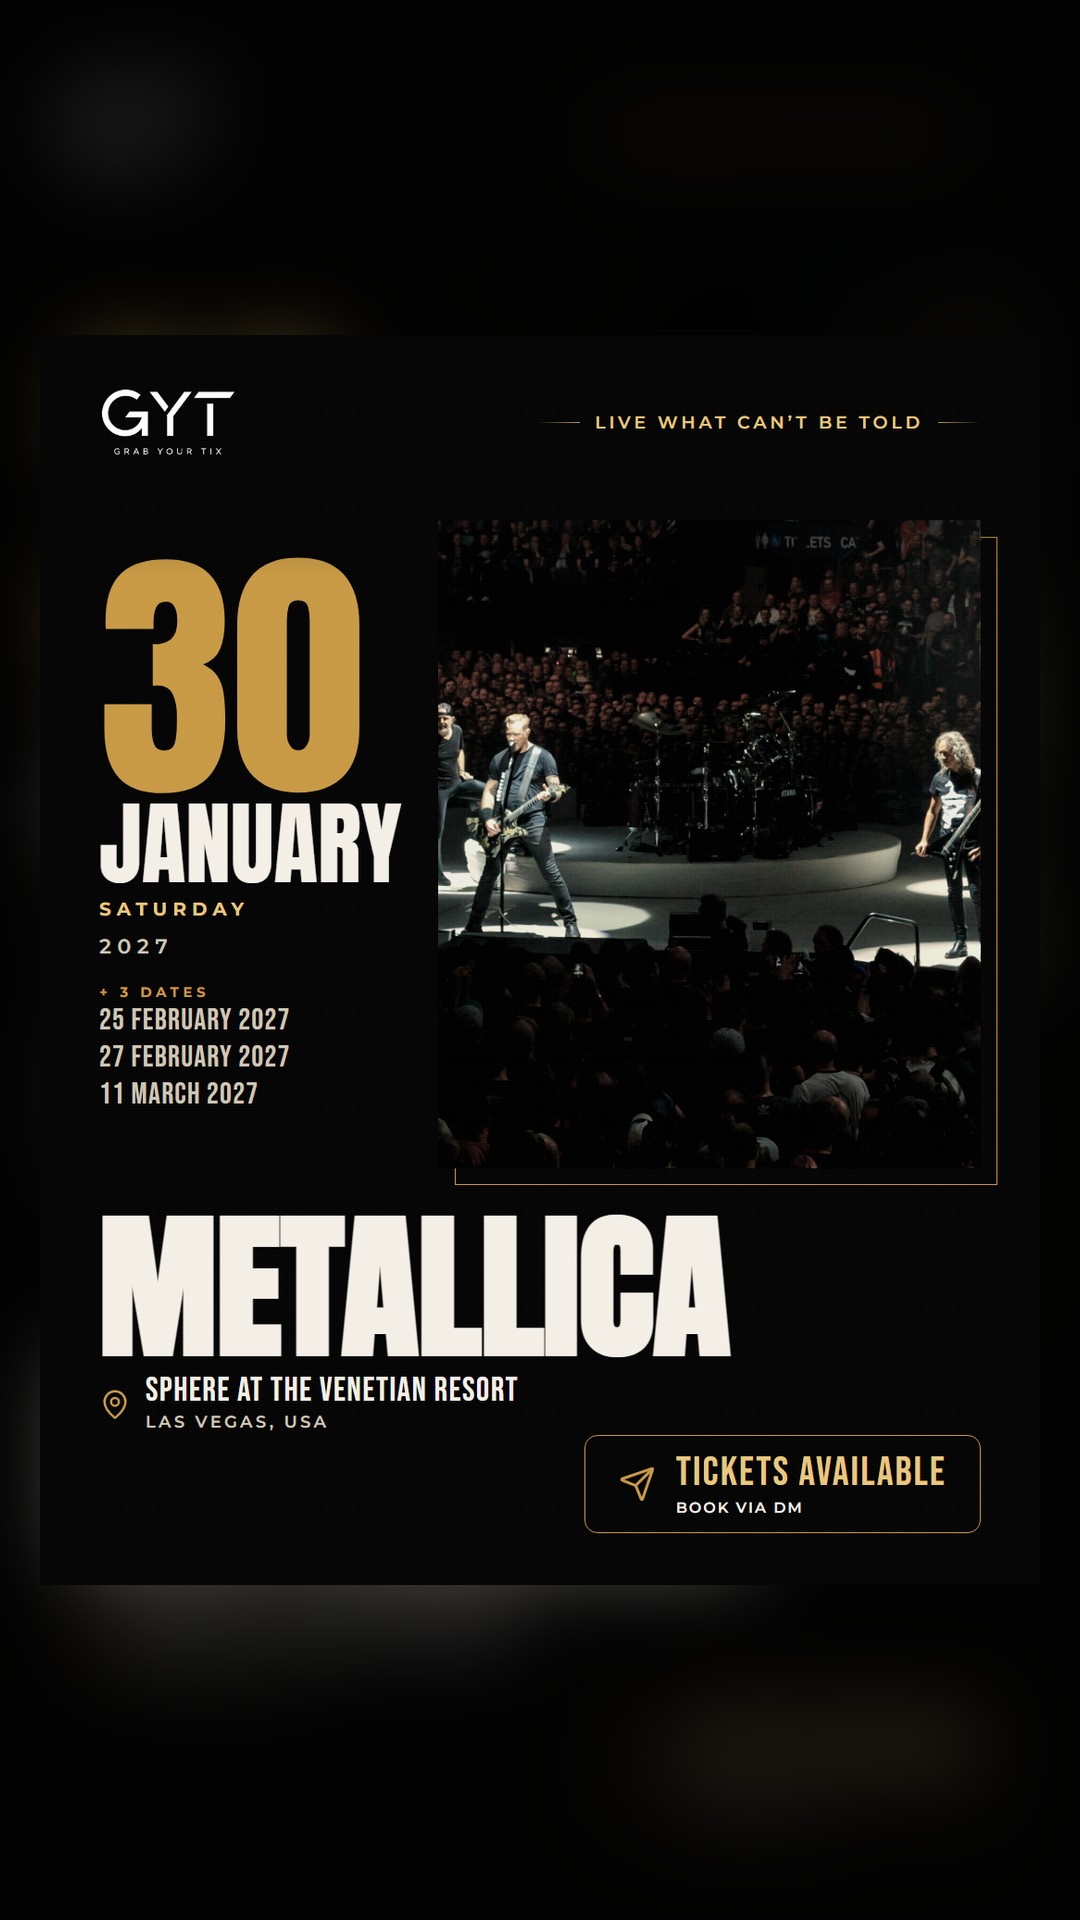 GYT
GRAB YOUR TIX
LIVE WHAT CAN’T BE TOLD
30
JANUARY
SATURDAY
2027
+ 3 DATES
25 FEBRUARY 2027
27 FEBRUARY 2027
11 MARCH 2027
METALLICA
SPHERE AT THE VENETIAN RESORT
LAS VEGAS, USA
TICKETS AVAILABLE
BOOK VIA DM